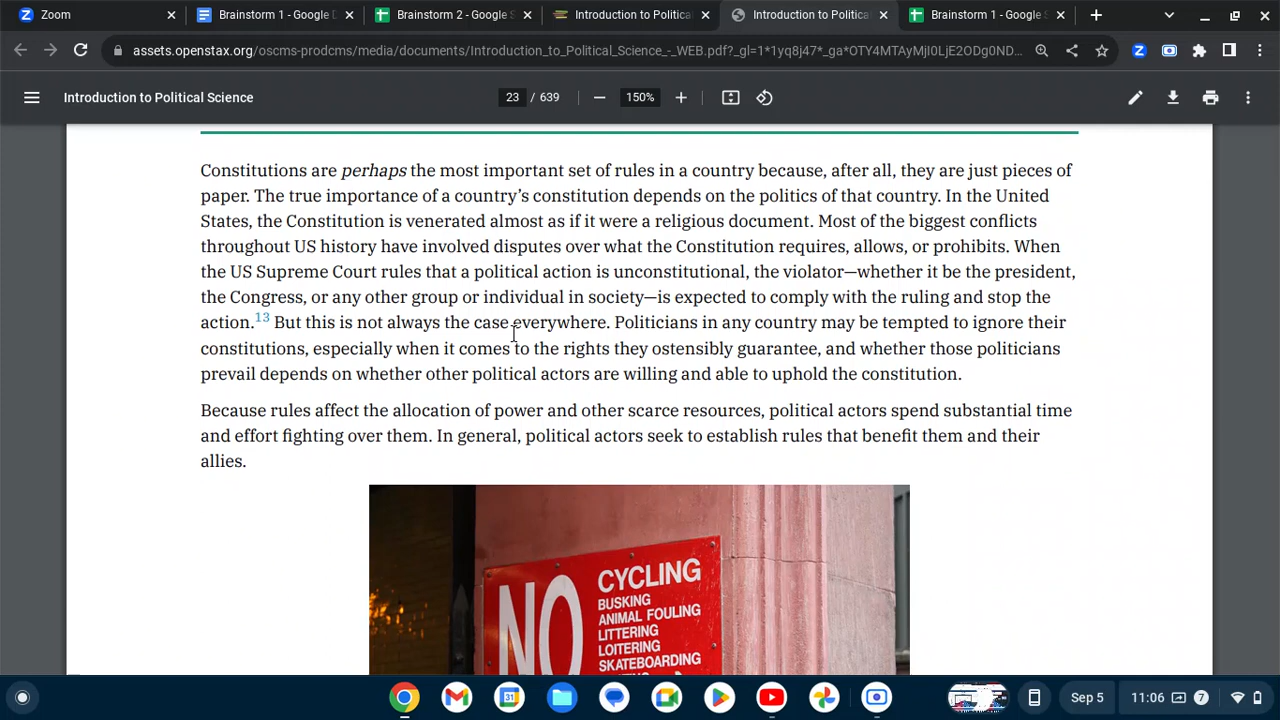 Zoom
Brainstorm 1 - Google D
Brainstorm 2 - Google S
Introduction to Politica
Introduction to Politica
Brainstorm 1 - Google S
assets.openstax.org/oscms-prodcms/media/documents/Introduction_to_Political_Science_-_WEB.pdf?_gl=1*1yq8j47*_ga*OTY4MTAyMjI0LjE2ODg0ND...
Introduction to Political Science
23 / 639
150%
Constitutions are perhaps the most important set of rules in a country because, after all, they are just pieces of
paper. The true importance of a country’s constitution depends on the politics of that country. In the United
States, the Constitution is venerated almost as if it were a religious document. Most of the biggest conflicts
throughout US history have involved disputes over what the Constitution requires, allows, or prohibits. When
the US Supreme Court rules that a political action is unconstitutional, the violator—whether it be the president,
the Congress, or any other group or individual in society—is expected to comply with the ruling and stop the
action.13 But this is not always the case everywhere. Politicians in any country may be tempted to ignore their
constitutions, especially when it comes to the rights they ostensibly guarantee, and whether those politicians
prevail depends on whether other political actors are willing and able to uphold the constitution.
Because rules affect the allocation of power and other scarce resources, political actors spend substantial time
and effort fighting over them. In general, political actors seek to establish rules that benefit them and their
allies.
NO
CYCLING
BUSKING
ANIMAL FOULING
LITTERING
LOITERING
SKATEBOARDING
Sep 5
11:06
7